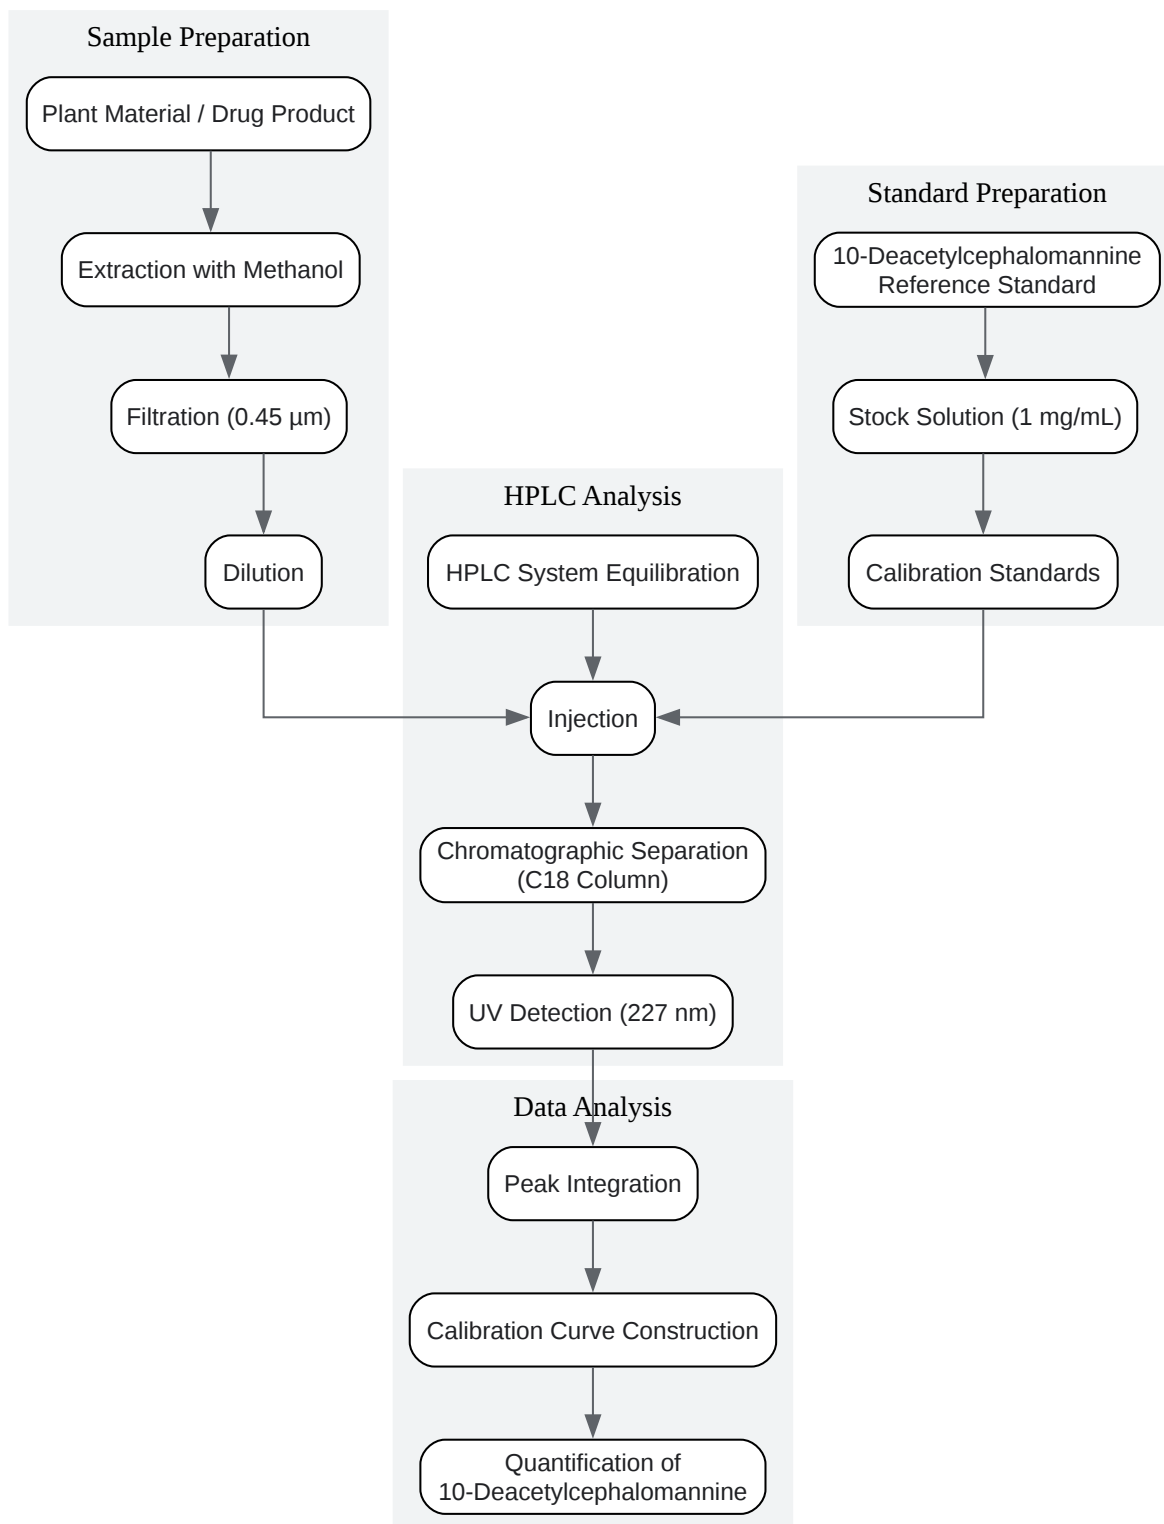 Sample Preparation
Plant Material / Drug Product
Extraction with Methanol
Filtration (0.45 µm)
Dilution
Standard Preparation
10-Deacetylcephalomannine
Reference Standard
Stock Solution (1 mg/mL)
Calibration Standards
HPLC Analysis
HPLC System Equilibration
Injection
Chromatographic Separation
(C18 Column)
UV Detection (227 nm)
Data Analysis
Peak Integration
Calibration Curve Construction
Quantification of
10-Deacetylcephalomannine